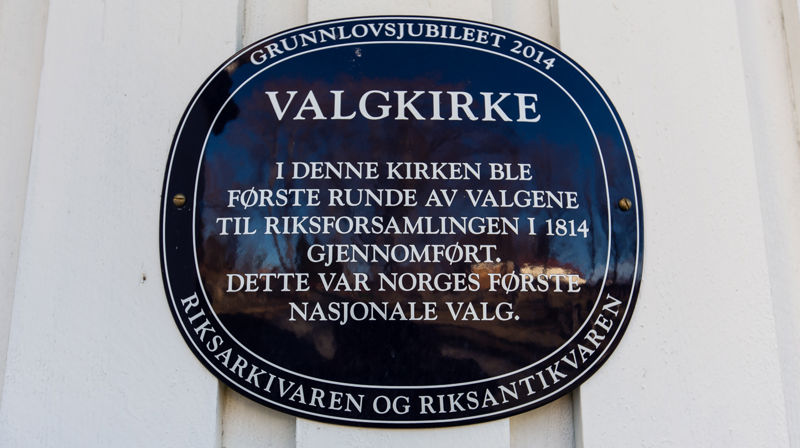 GRUNNLOVSJUBILEET 2014
VALGKIRKE
I DENNE KIRKEN BLE
FØRSTE RUNDE AV VALGENE
TIL RIKSFORSAMLINGEN I 1814
GJENNOMFØRT.
DETTE VAR NORGES FØRSTE
NASJONALE VALG.
RIKSARKIVAREN OG RIKSANTIKVAREN